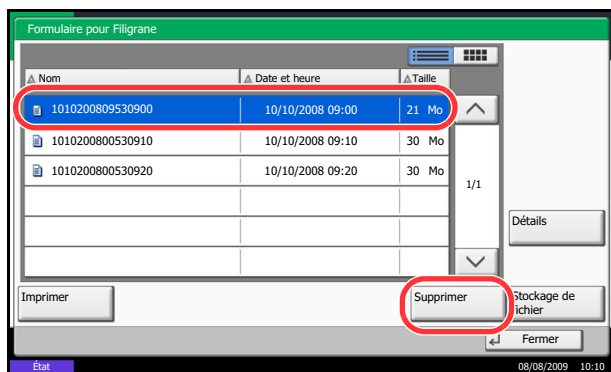 Formulaire pour Filigrane
Nom Date et heure Taille
1010200809530900 10/10/2008 09:00 21 Mo
1010200800530910 10/10/2008 09:10 30 Mo
1010200800530920 10/10/2008 09:20 30 Mo
1/1
Détails
Imprimer Supprimer Stockage de
fichier
Fermer
État 08/08/2009 10:10